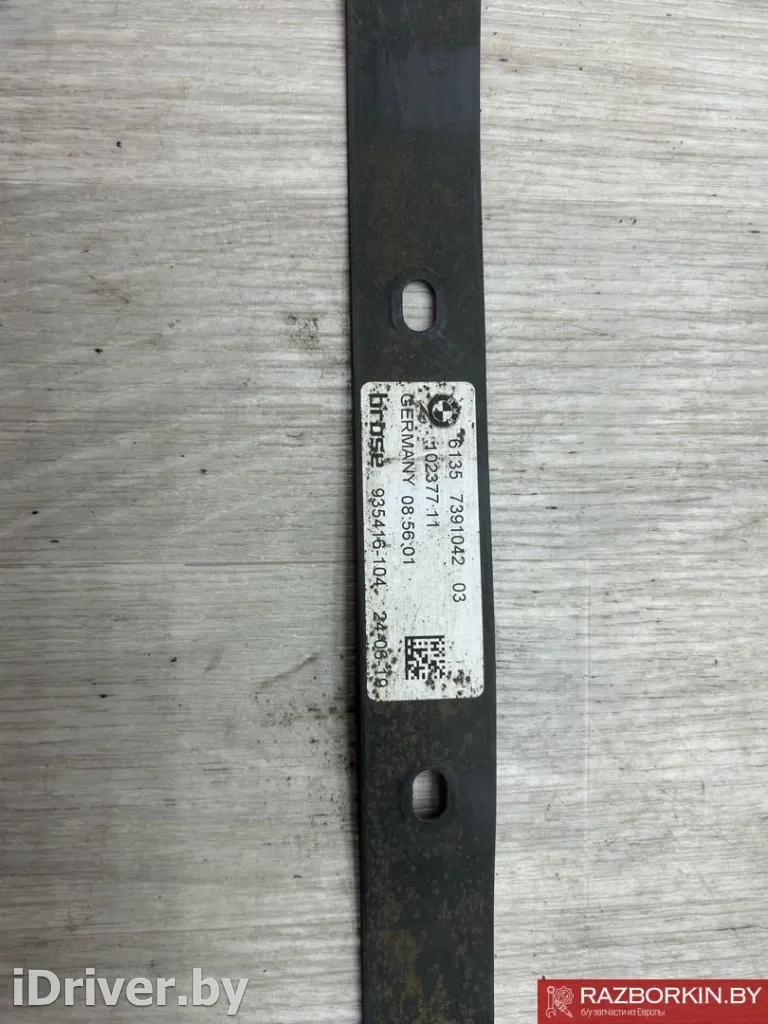 6135 7391042 03
102377.11
GERMANY 08:56:01
brose 935416-104 24-06-19
iDriver.by
RAZBORKIN.BY
б/у запчасти из Европы